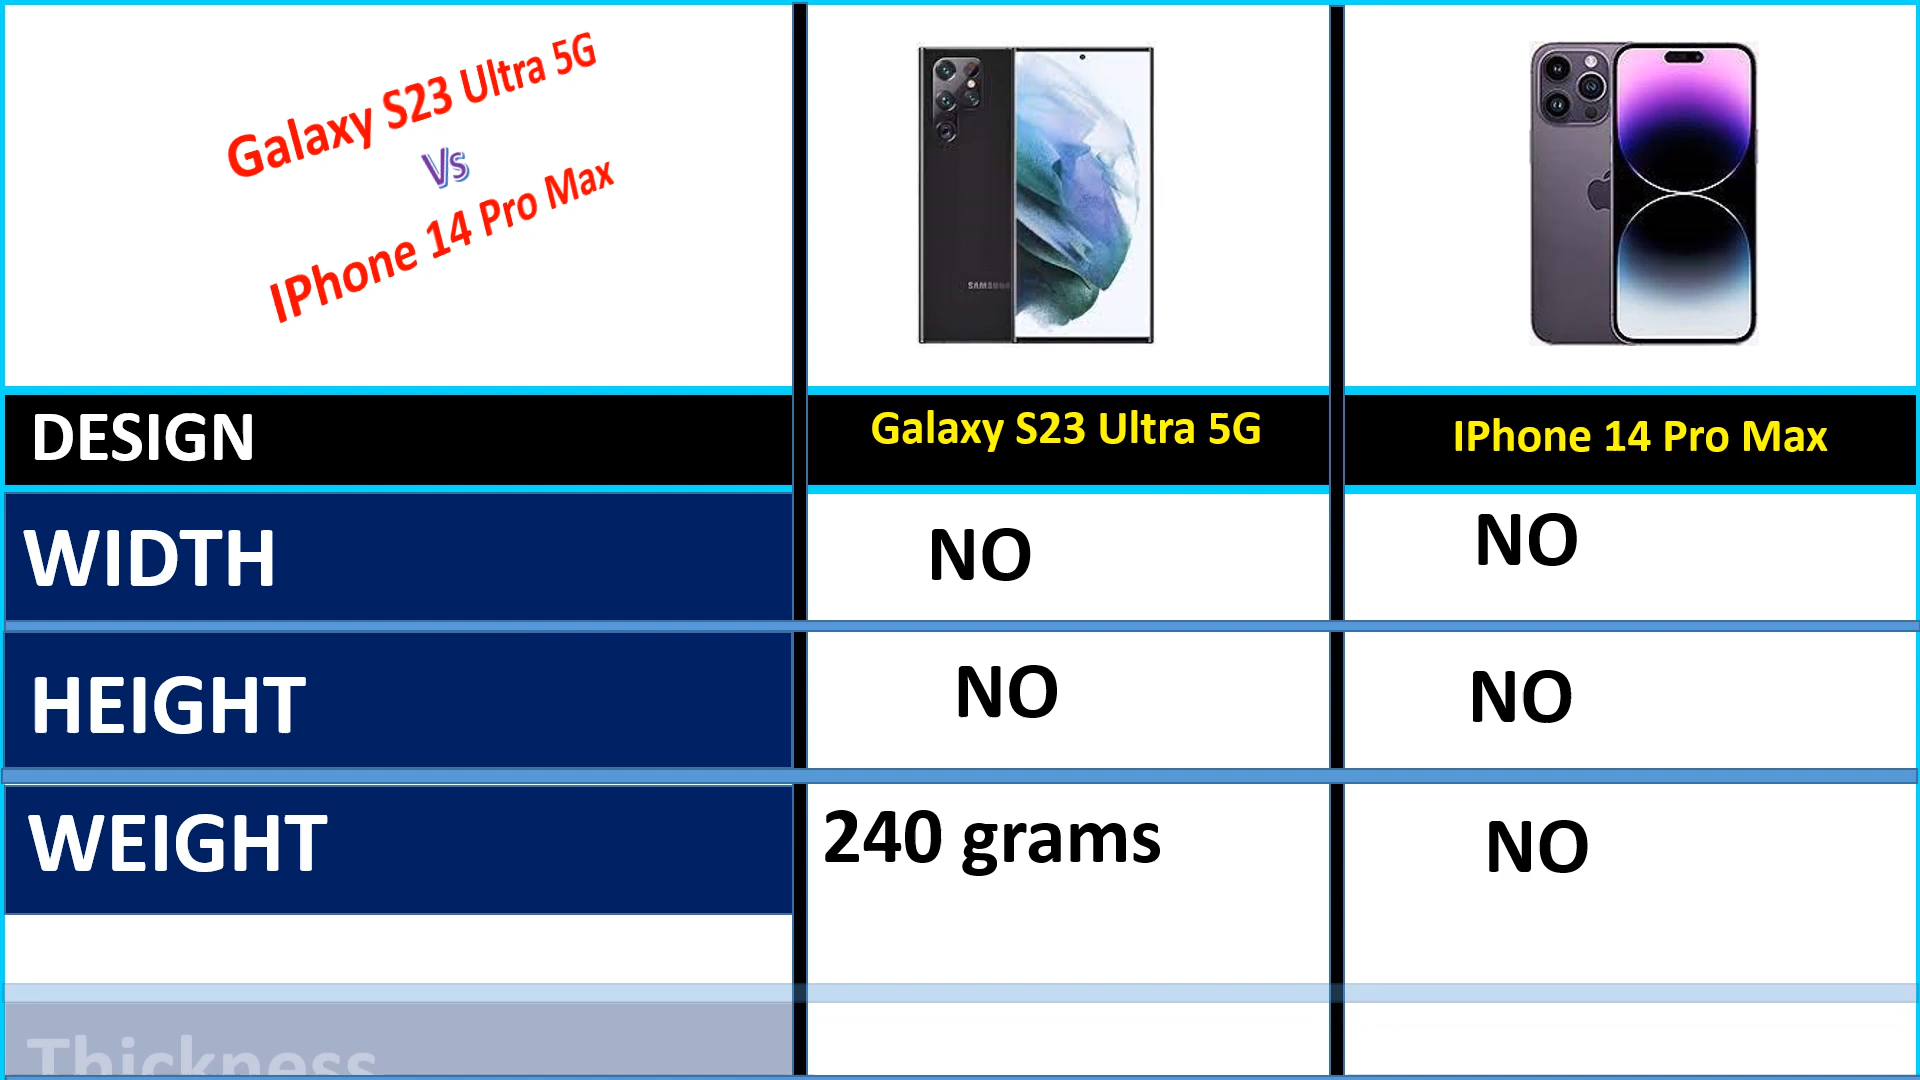 Galaxy S23 Ultra 5G
Vs
IPhone 14 Pro Max
SAMSUNG
DESIGN
Galaxy S23 Ultra 5G
IPhone 14 Pro Max
WIDTH
NO
NO
HEIGHT
NO
NO
WEIGHT
240 grams
NO
Thickness